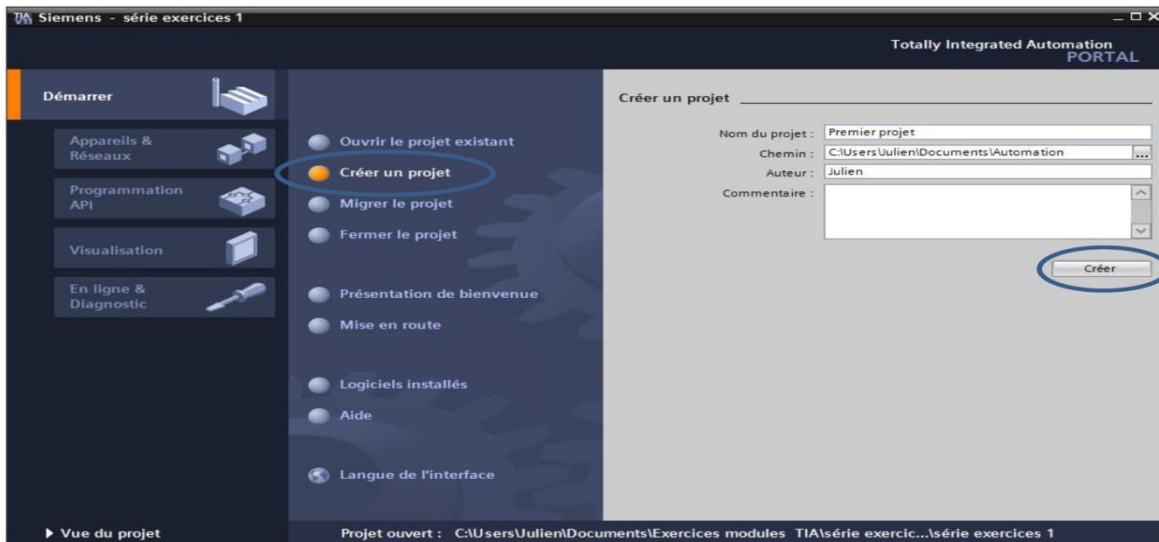 Siemens - série exercices 1
Totally Integrated Automation
PORTAL
Démarrer
Appareils &
Réseaux
Programmation
API
Visualisation
En ligne &
Diagnostic
Ouvrir le projet existant
Créer un projet
Migrer le projet
Fermer le projet
Présentation de bienvenue
Mise en route
Logiciels installés
Aide
Langue de l'interface
Créer un projet
Nom du projet : Premier projet
Chemin : C:\Users\Julien\Documents\Automation ...
Auteur : Julien
Commentaire :
Créer
Vue du projet
Projet ouvert : C:\Users\Julien\Documents\Exercices modules TIA\série exercic...\série exercices 1